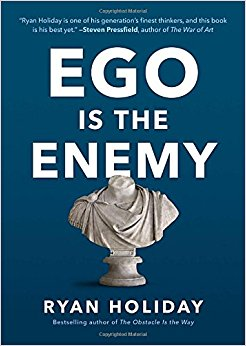 "Ryan Holiday is one of his generation's finest thinkers, and this book
is his best yet." —Steven Pressfield, author of The War of Art
EGO
IS THE
ENEMY
RYAN HOLIDAY
Bestselling author of The Obstacle Is the Way